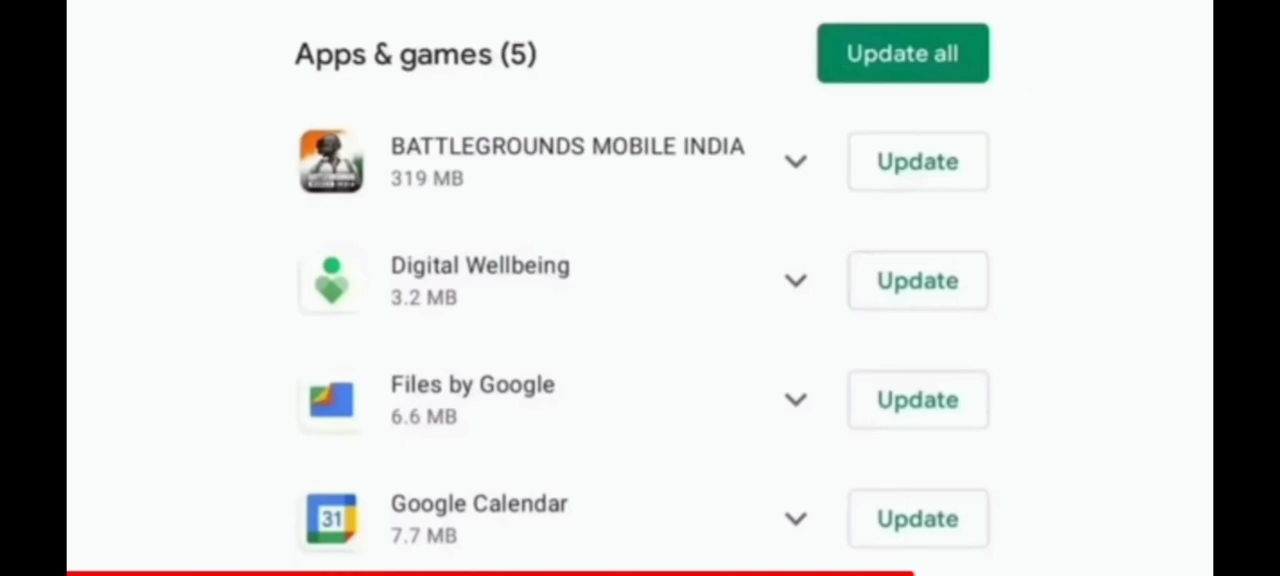 Apps & games (5)
Update all
BATTLEGROUNDS MOBILE INDIA
319 MB
Update
Digital Wellbeing
3.2 MB
Update
Files by Google
6.6 MB
Update
31
Google Calendar
7.7 MB
Update